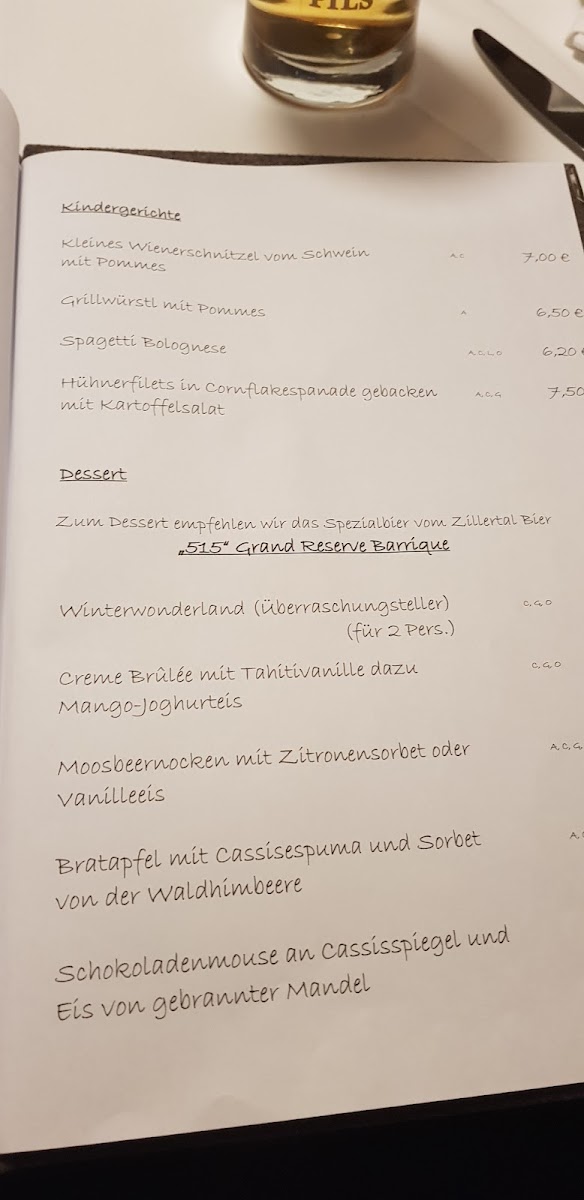 PILS
Kindergerichte
Kleines Wienerschnitzel vom Schwein A,C 7,00 €
mit Pommes
Grillwürstl mit Pommes A 6,50 €
Spagetti Bolognese A,C,L,O 6,20 €
Hühnerfilets in Cornflakespanade gebacken A,C,G 7,50
mit Kartoffelsalat
Dessert
Zum Dessert empfehlen wir das Spezialbier vom Zillertal Bier
„515“ Grand Reserve Barrique
Winterwonderland (Überraschungsteller) C,G,O
(für 2 Pers.)
Creme Brûlée mit Tahitivanille dazu C,G,O
Mango-Joghurteis
Moosbeernocken mit Zitronensorbet oder A,C,G,
Vanilleeis
Bratapfel mit Cassisespuma und Sorbet A,
von der Waldhimbeere
Schokoladenmouse an Cassisspiegel und
Eis von gebrannter Mandel